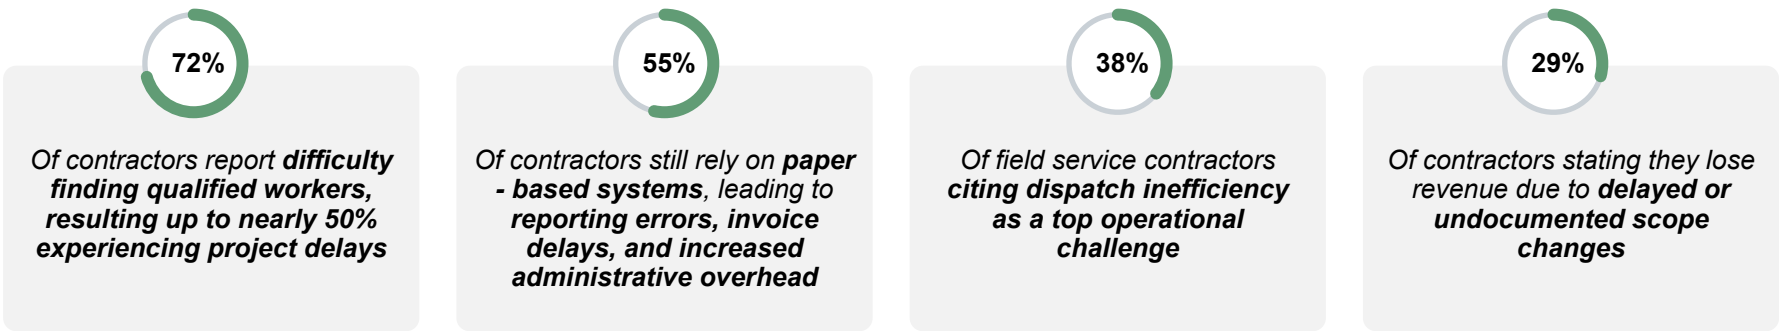 72%
Of contractors report difficulty
finding qualified workers,
resulting up to nearly 50%
experiencing project delays
55%
Of contractors still rely on paper
- based systems, leading to
reporting errors, invoice
delays, and increased
administrative overhead
38%
Of field service contractors
citing dispatch inefficiency
as a top operational
challenge
29%
Of contractors stating they lose
revenue due to delayed or
undocumented scope
changes